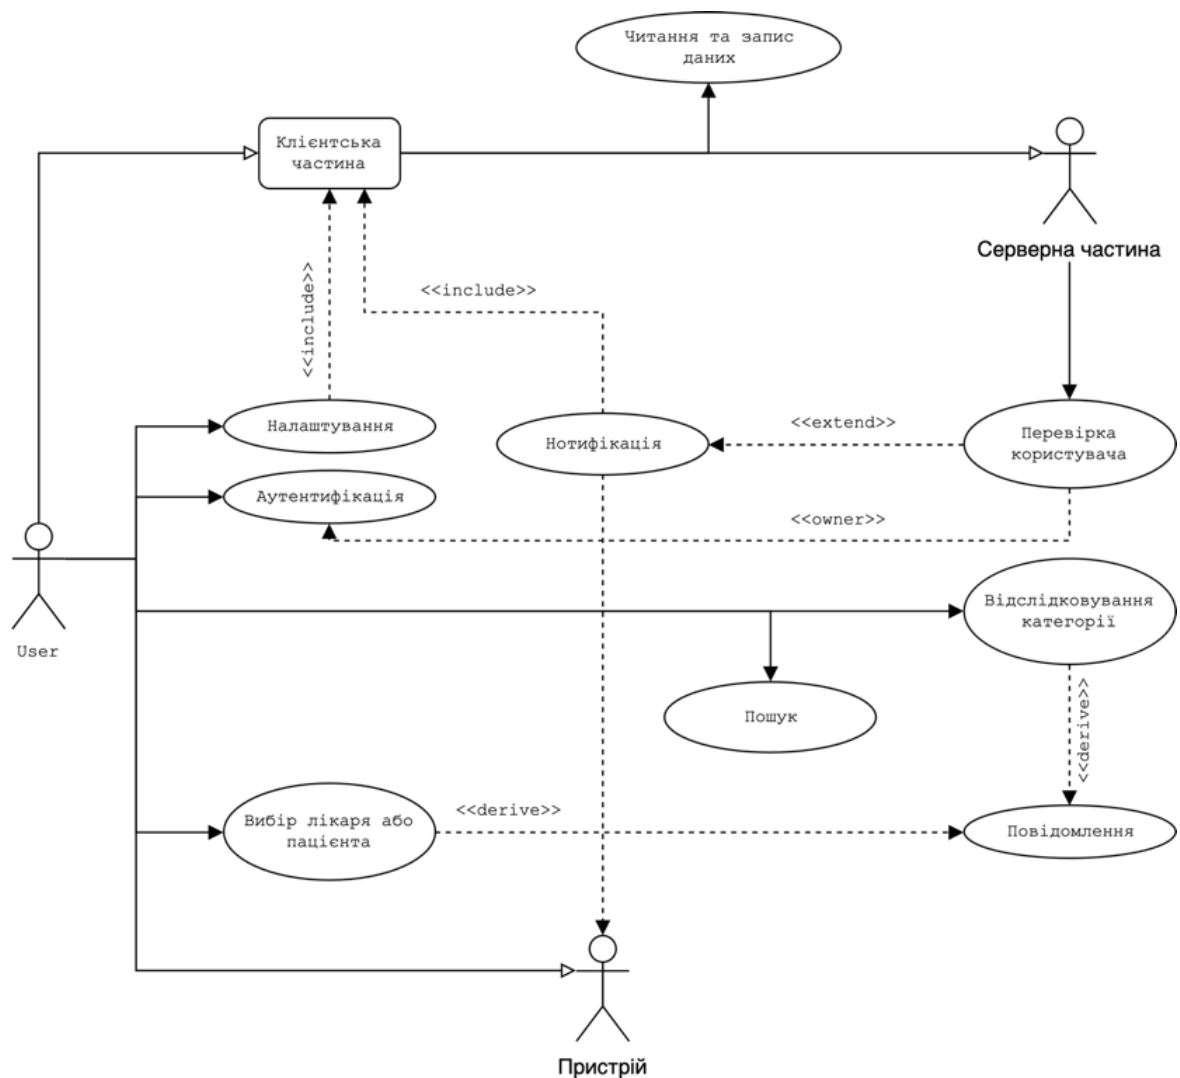 Читання та запис
даних
Клієнтська
частина
Серверна частина
<<include>>
<<include>>
Налаштування
Нотифікація
<<extend>>
Перевірка
користувача
Аутентифікація
<<owner>>
User
Відслідковування
категорії
Пошук
<<derive>>
Вибір лікаря або
пацієнта
<<derive>>
Повідомлення
Пристрій